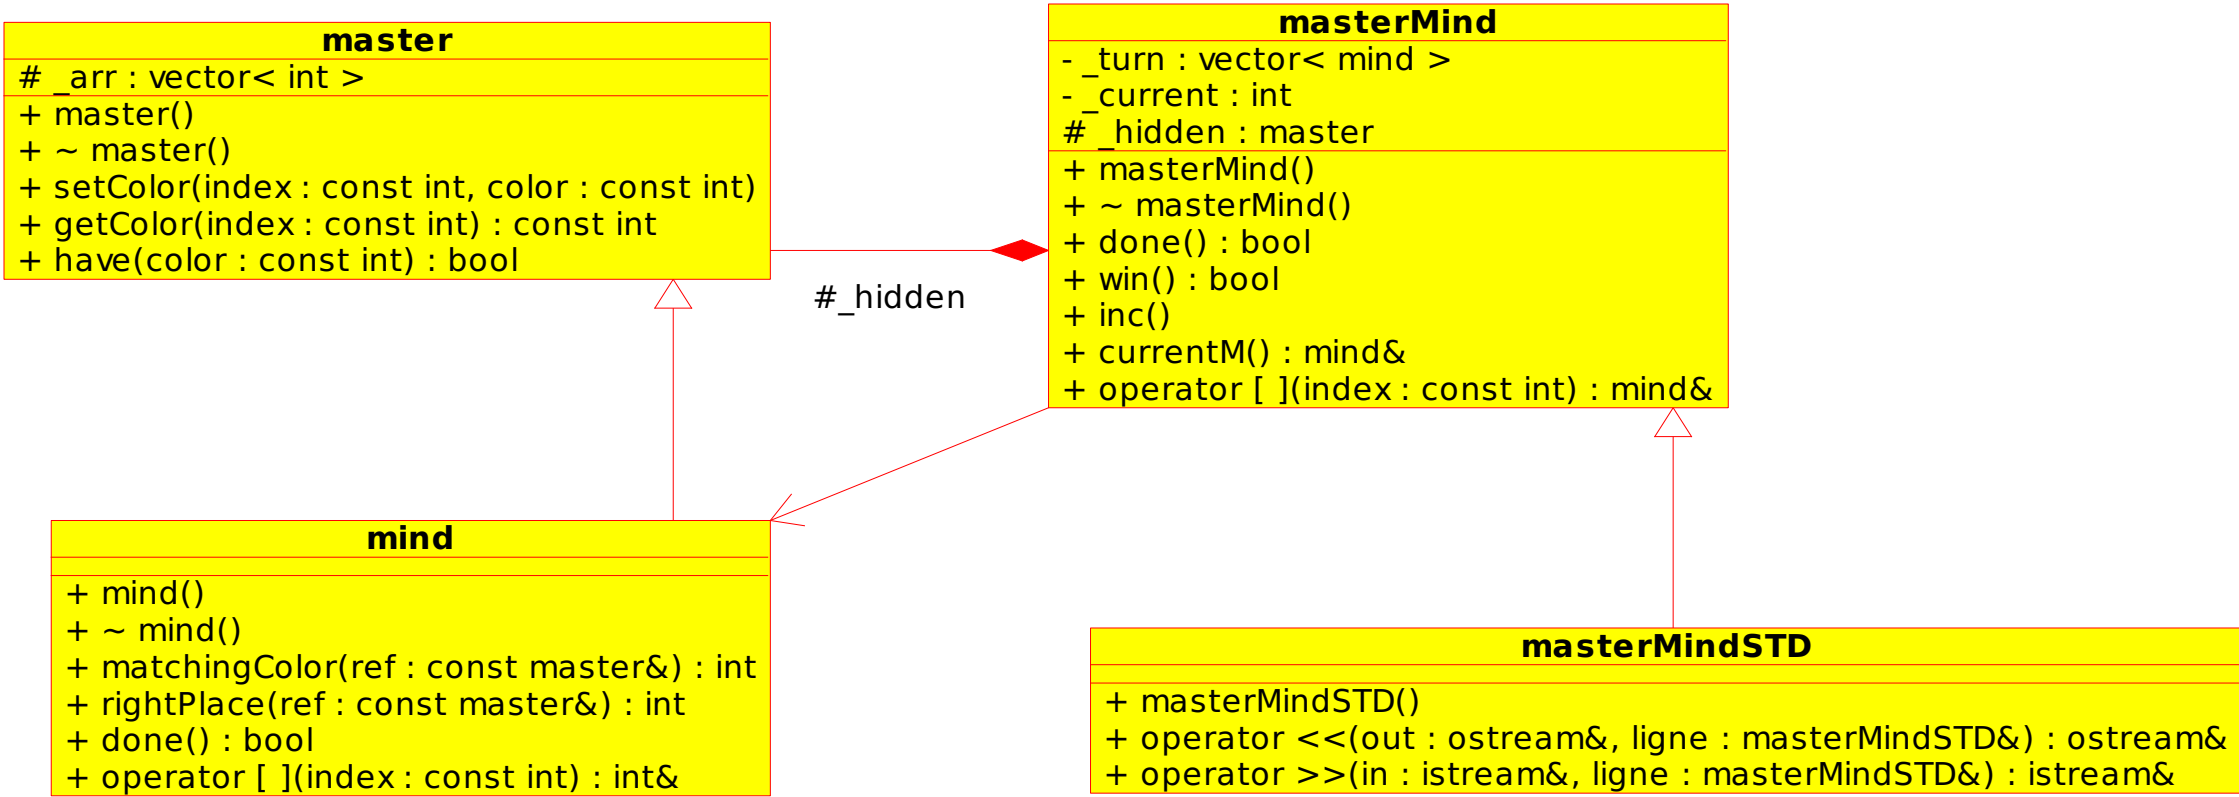 master
# _arr : vector< int >
+ master()
+ ~ master()
+ setColor(index : const int, color : const int)
+ getColor(index : const int) : const int
+ have(color : const int) : bool
masterMind
- _turn : vector< mind >
- _current : int
# _hidden : master
+ masterMind()
+ ~ masterMind()
+ done() : bool
+ win() : bool
+ inc()
+ currentM() : mind&
+ operator [ ](index : const int) : mind&
#_hidden
mind
+ mind()
+ ~ mind()
+ matchingColor(ref : const master&) : int
+ rightPlace(ref : const master&) : int
+ done() : bool
+ operator [ ](index : const int) : int&
masterMindSTD
+ masterMindSTD()
+ operator <<(out : ostream&, ligne : masterMindSTD&) : ostream&
+ operator >>(in : istream&, ligne : masterMindSTD&) : istream&